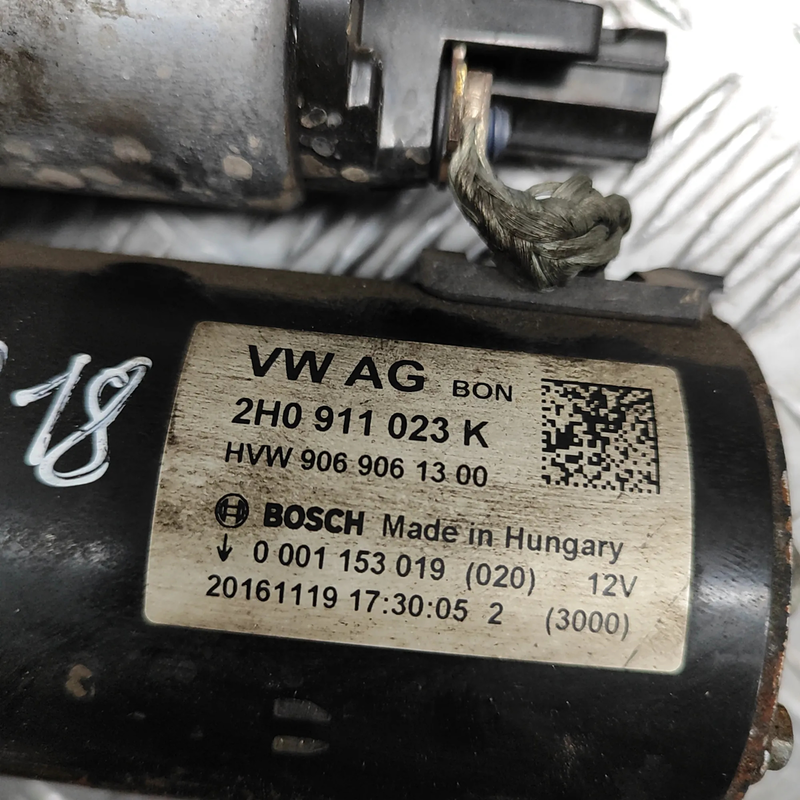 VW AG BON
2H0 911 023 K
HVW 906 906 13 00
BOSCH Made in Hungary
↓ 0 001 153 019 (020) 12V
20161119 17:30:05 2 (3000)
18